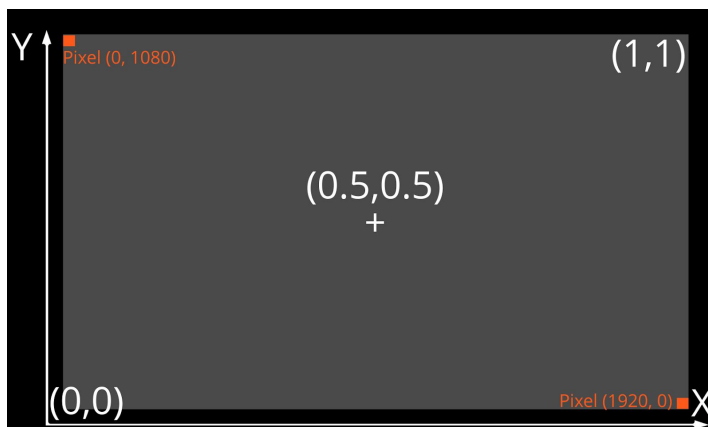 Y
Pixel (0, 1080)
(1,1)
(0.5,0.5)
(0,0)
Pixel (1920, 0)
X